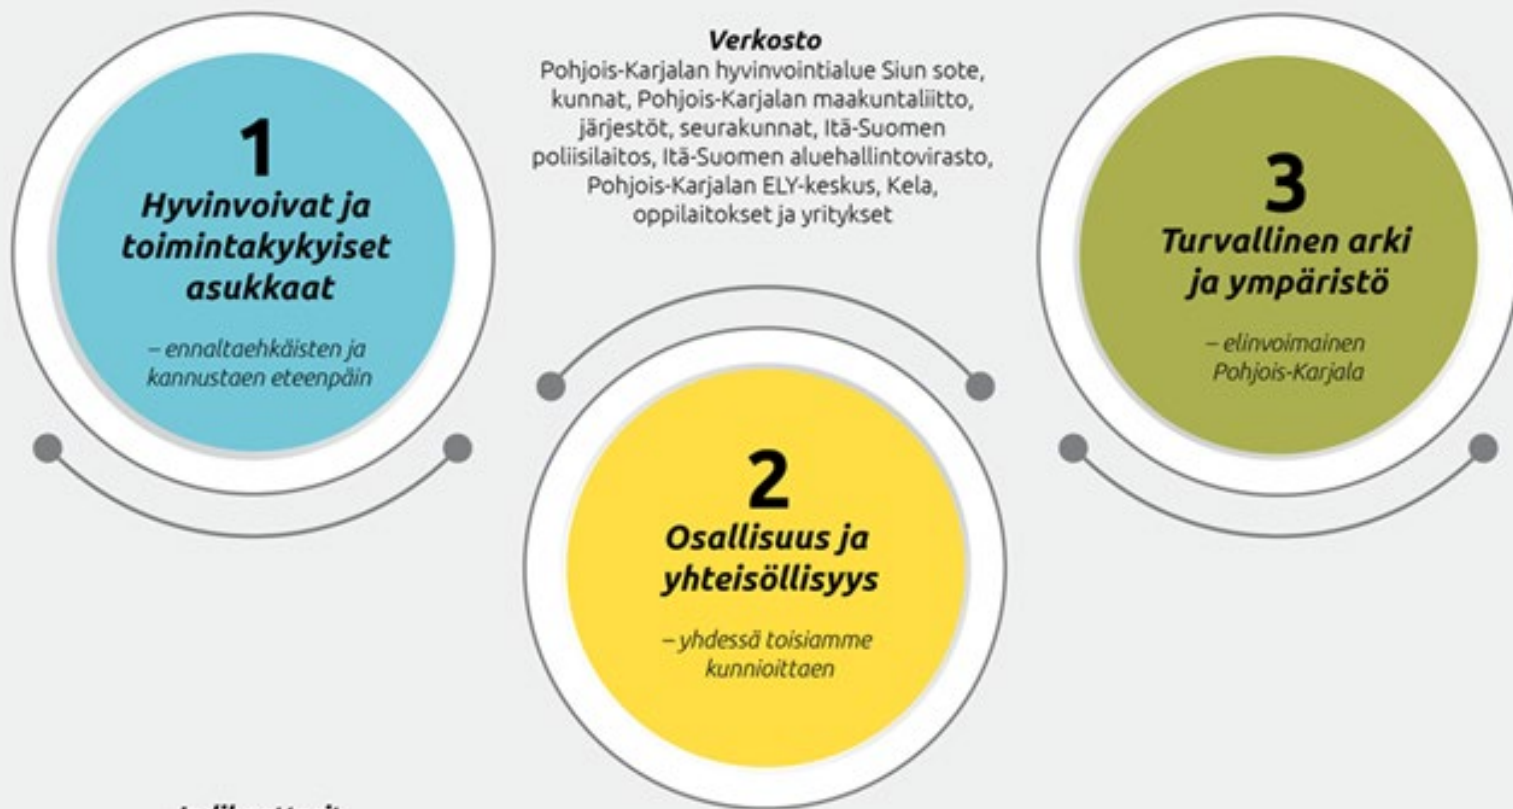 1
Hyvinvoivat ja
toimintakykyiset
asukkaat
– ennaltaehkäisten ja
kannustaen eteenpäin
Verkosto
Pohjois-Karjalan hyvinvointialue Siun sote,
kunnat, Pohjois-Karjalan maakuntaliitto,
järjestöt, seurakunnat, Itä-Suomen
poliisilaitos, Itä-Suomen aluehallintovirasto,
Pohjois-Karjalan ELY-keskus, Kela,
oppilaitokset ja yritykset
2
Osallisuus ja
yhteisöllisyys
– yhdessä toisiamme
kunnioittaen
3
Turvallinen arki
ja ympäristö
– elinvoimainen
Pohjois-Karjala